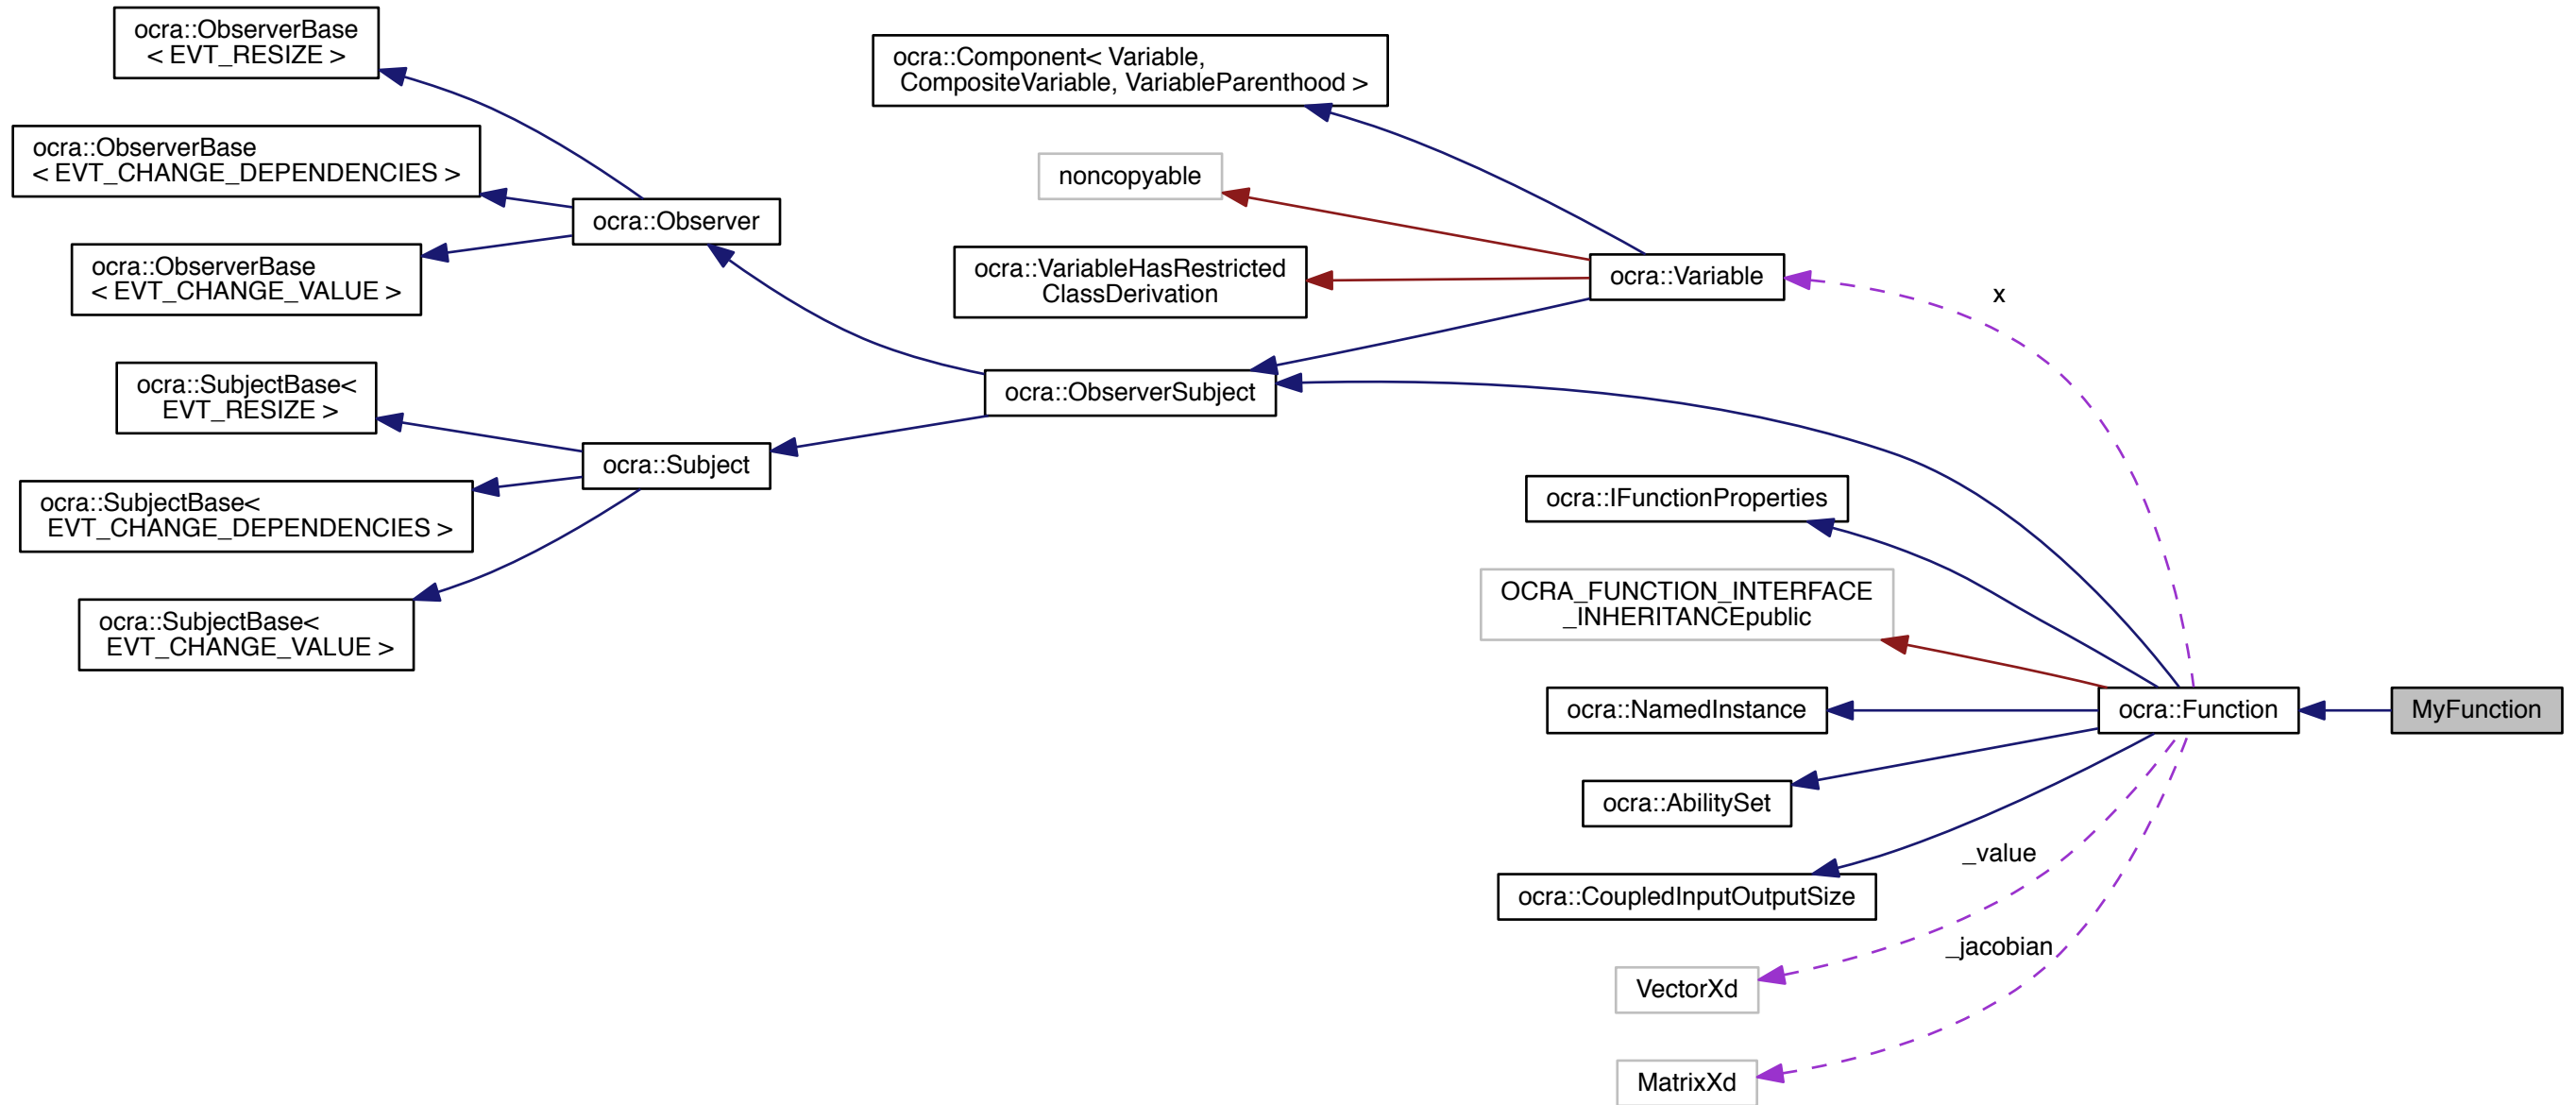 ocra::ObserverBase
< EVT_RESIZE >
ocra::ObserverBase
< EVT_CHANGE_DEPENDENCIES >
ocra::ObserverBase
< EVT_CHANGE_VALUE >
ocra::Observer
ocra::SubjectBase<
EVT_RESIZE >
ocra::SubjectBase<
EVT_CHANGE_DEPENDENCIES >
ocra::SubjectBase<
EVT_CHANGE_VALUE >
ocra::Subject
ocra::Component< Variable,
CompositeVariable, VariableParenthood >
noncopyable
ocra::VariableHasRestricted
ClassDerivation
ocra::ObserverSubject
ocra::Variable
x
ocra::IFunctionProperties
OCRA_FUNCTION_INTERFACE
_INHERITANCEpublic
ocra::NamedInstance
ocra::AbilitySet
ocra::CoupledInputOutputSize
VectorXd
MatrixXd
_value
_jacobian
ocra::Function
MyFunction